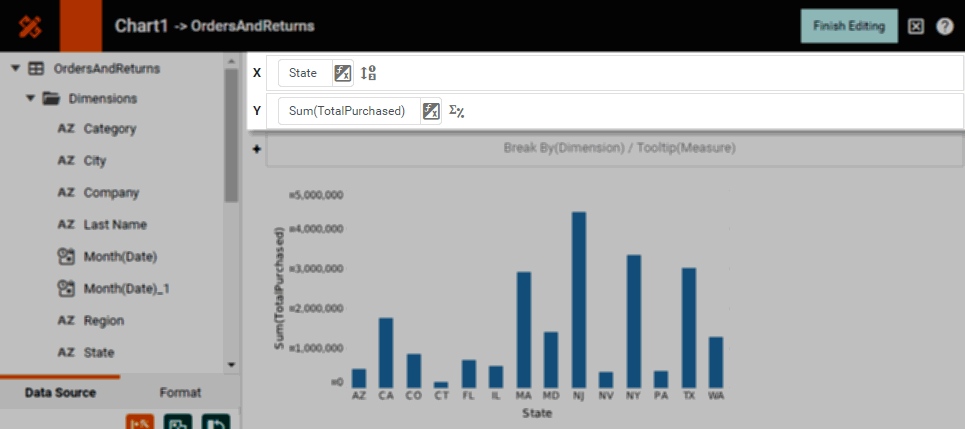 Chart1 -> OrdersAndReturns
Finish Editing
OrdersAndReturns
Dimensions
AZ Category
AZ City
AZ Company
AZ Last Name
Month(Date)
Month(Date)_1
AZ Region
AZ State
Data Source
Format
X State
Y Sum(TotalPurchased)
Break By(Dimension) / Tooltip(Measure)
Sum(TotalPurchased)
¤5,000,000
¤4,000,000
¤3,000,000
¤2,000,000
¤1,000,000
¤0
AZ CA CO CT FL IL MA MD NJ NV NY PA TX WA
State